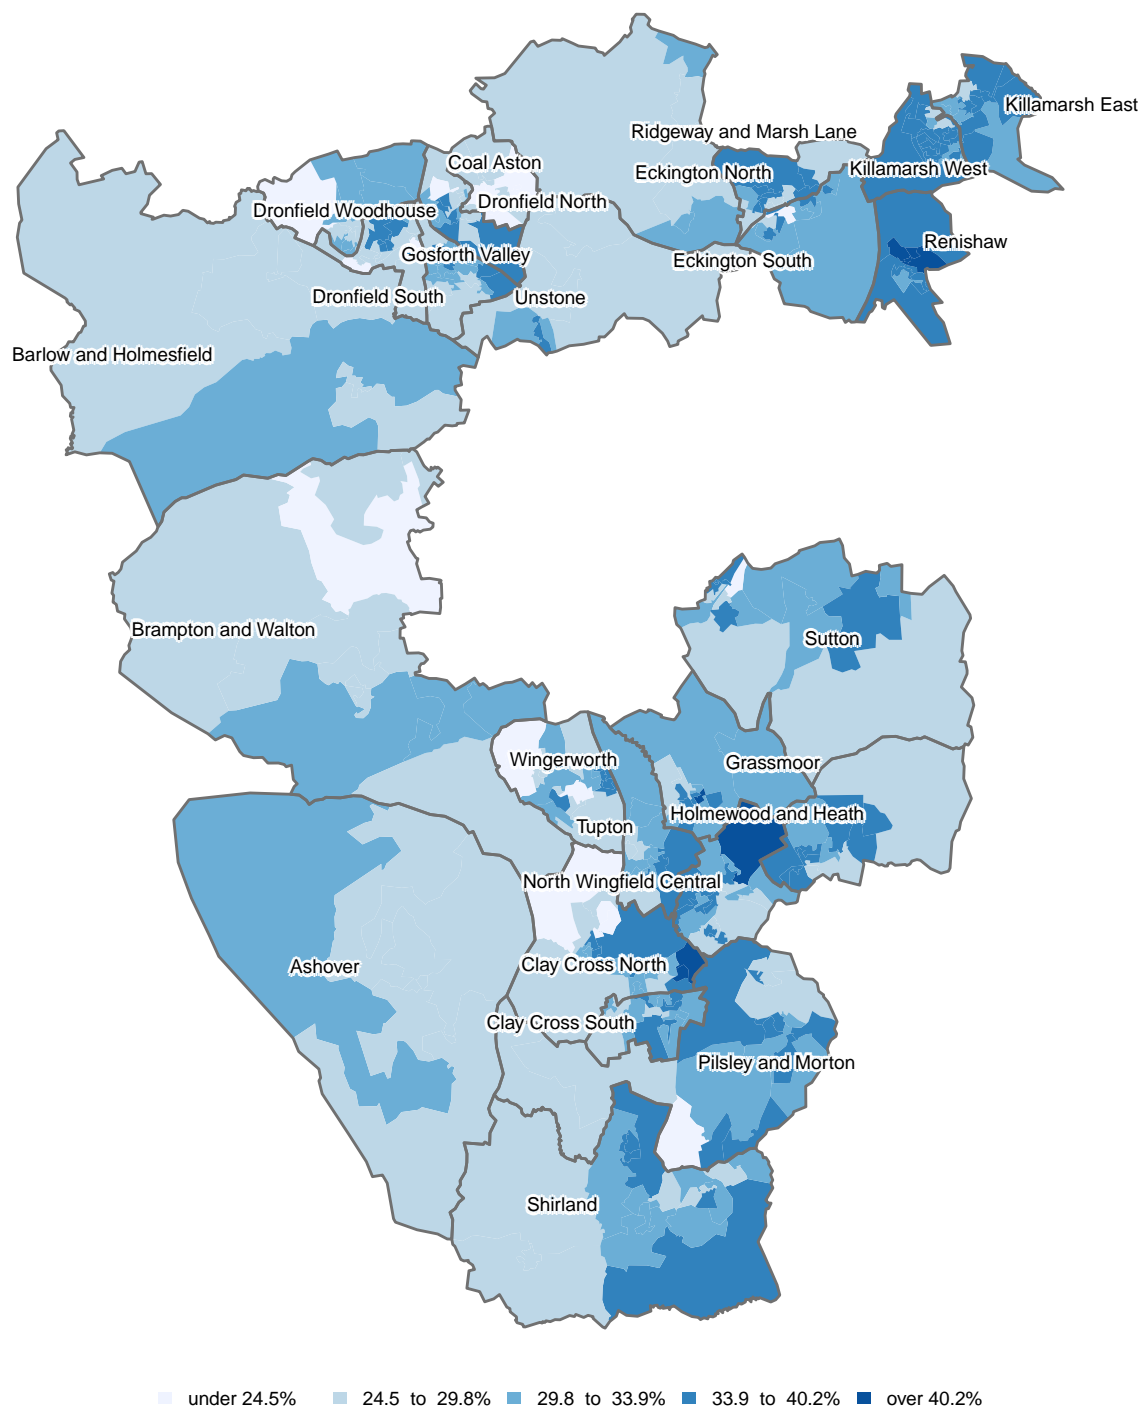 Killamarsh East
Ridgeway and Marsh Lane
Coal Aston
Eckington North
Killamarsh West
Dronfield North
Dronfield Woodhouse
Renishaw
Gosforth Valley
Eckington South
Dronfield South
Unstone
Barlow and Holmesfield
Brampton and Walton
Sutton
Wingerworth
Grassmoor
Holmewood and Heath
Tupton
North Wingfield Central
Clay Cross North
Ashover
Clay Cross South
Pilsley and Morton
Shirland
under 24.5% 24.5 to 29.8% 29.8 to 33.9% 33.9 to 40.2% over 40.2%